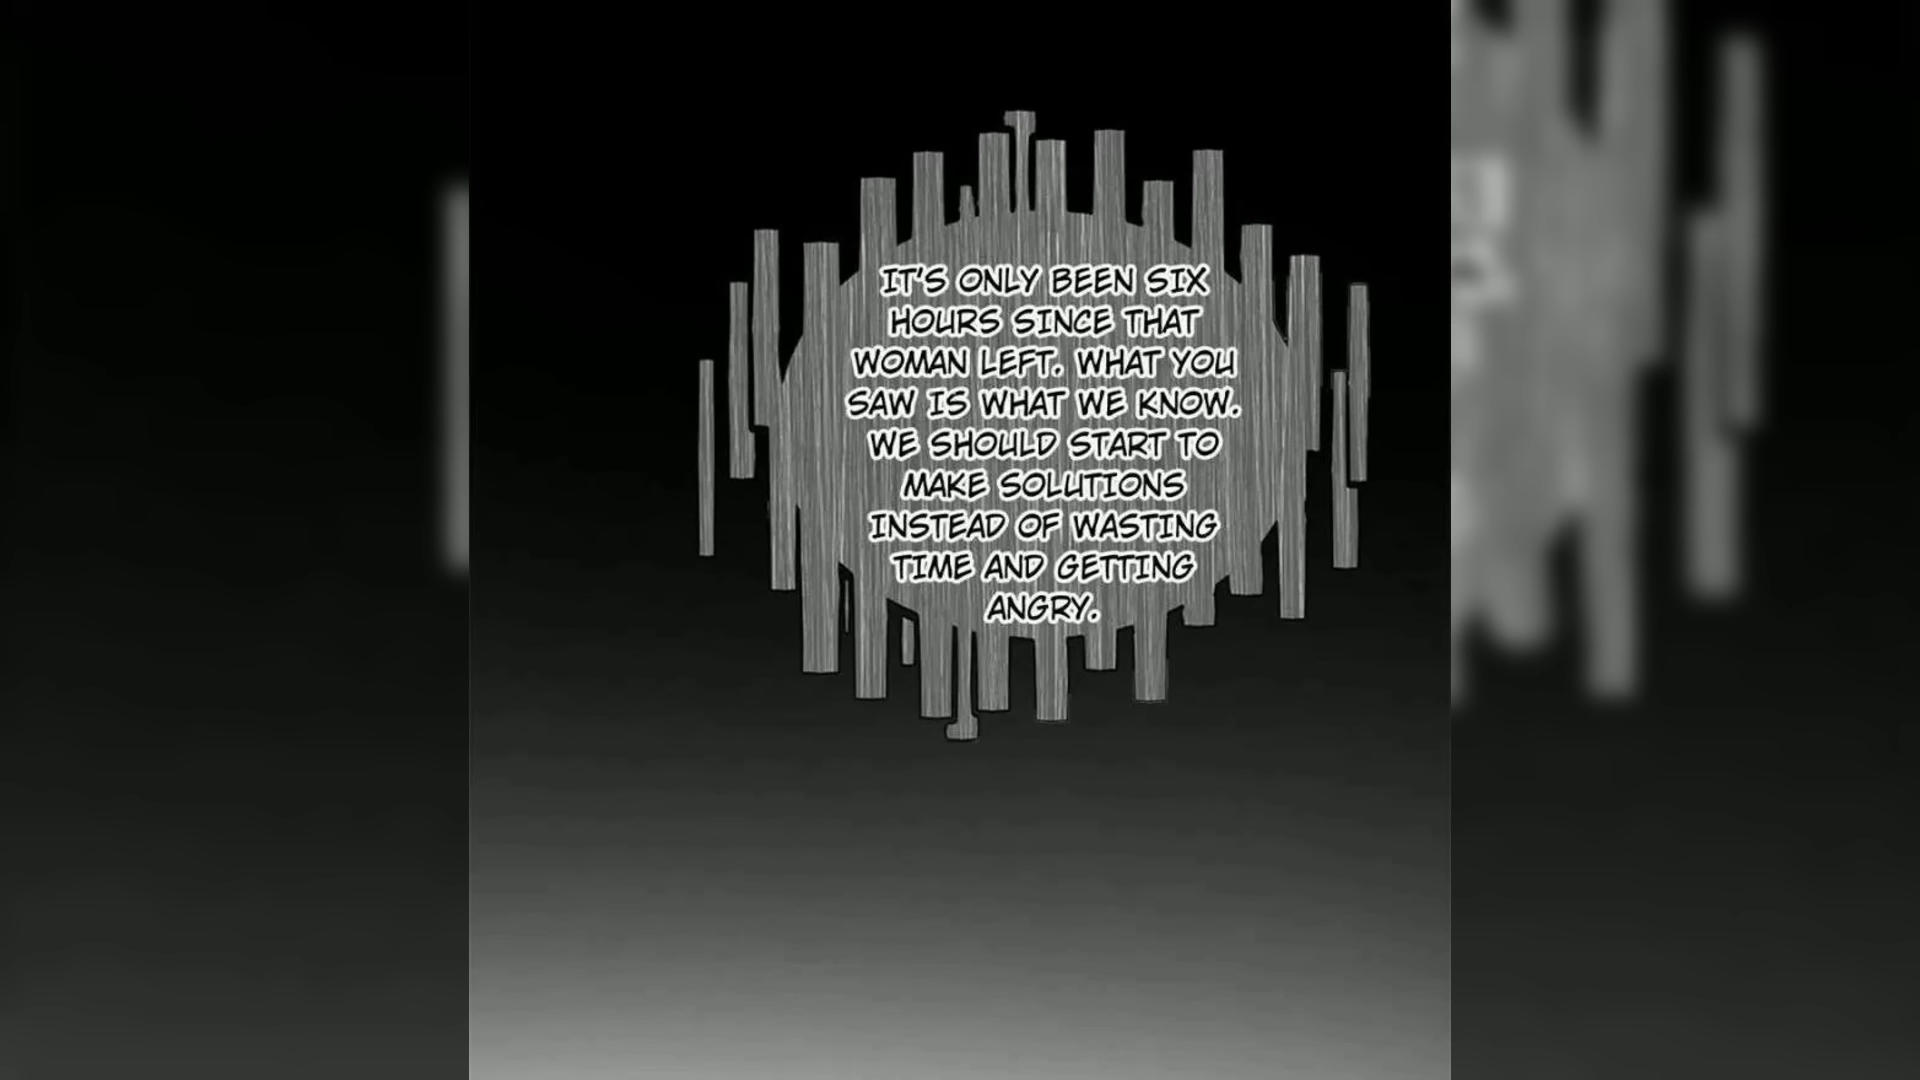 IT'S ONLY BEEN SIX
HOURS SINCE THAT
WOMAN LEFT. WHAT YOU
SAW IS WHAT WE KNOW.
WE SHOULD START TO
MAKE SOLUTIONS
INSTEAD OF WASTING
TIME AND GETTING
ANGRY.